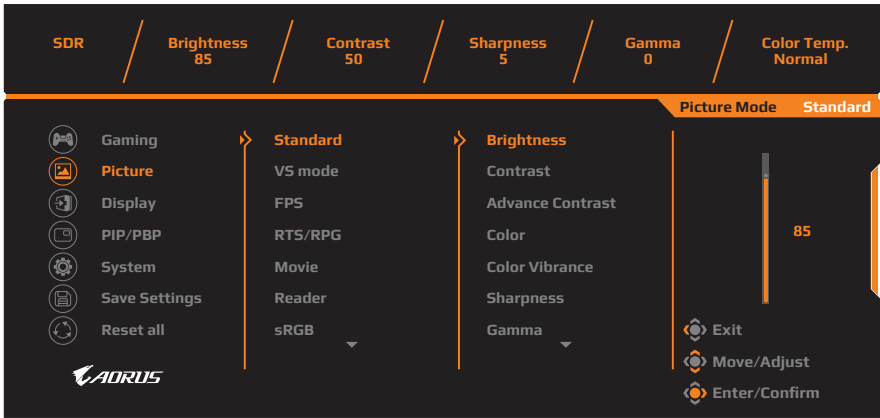 SDR Brightness Contrast Sharpness Gamma Color Temp.
85 50 5 0 Normal
Picture Mode Standard
Gaming Standard Brightness
Picture VS mode Contrast
Display FPS Advance Contrast
PIP/PBP RTS/RPG Color 85
System Movie Color Vibrance
Save Settings Reader Sharpness
Reset all sRGB Gamma Exit
Move/Adjust
AORUS
Enter/Confirm